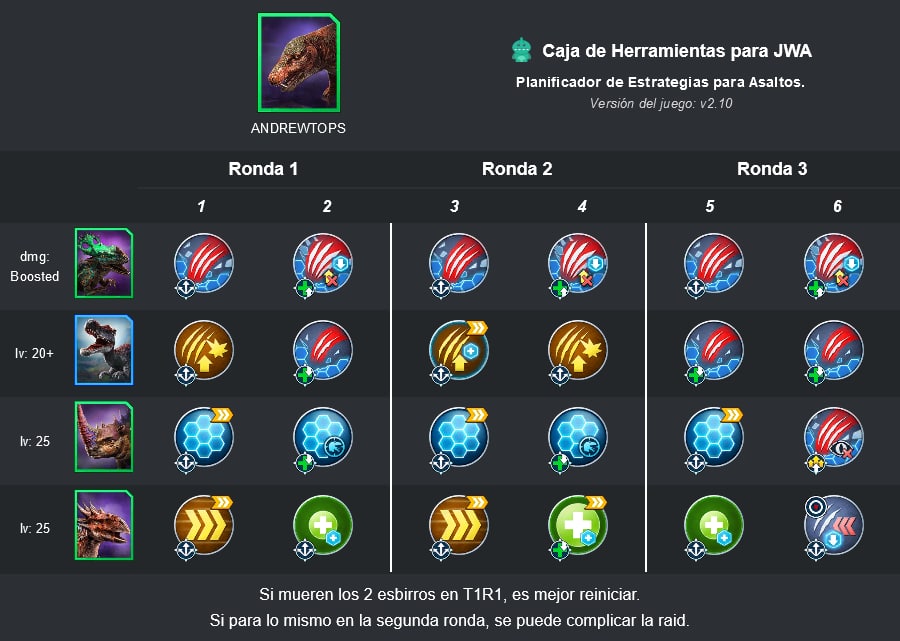 Caja de Herramientas para JWA
Planificador de Estrategias para Asaltos.
Versión del juego: v2.10
ANDREWTOPS
Ronda 1
Ronda 2
Ronda 3
1
2
3
4
5
6
dmg:
Boosted
lv: 20+
lv: 25
lv: 25
Si mueren los 2 esbirros en T1R1, es mejor reiniciar.
Si para lo mismo en la segunda ronda, se puede complicar la raid.